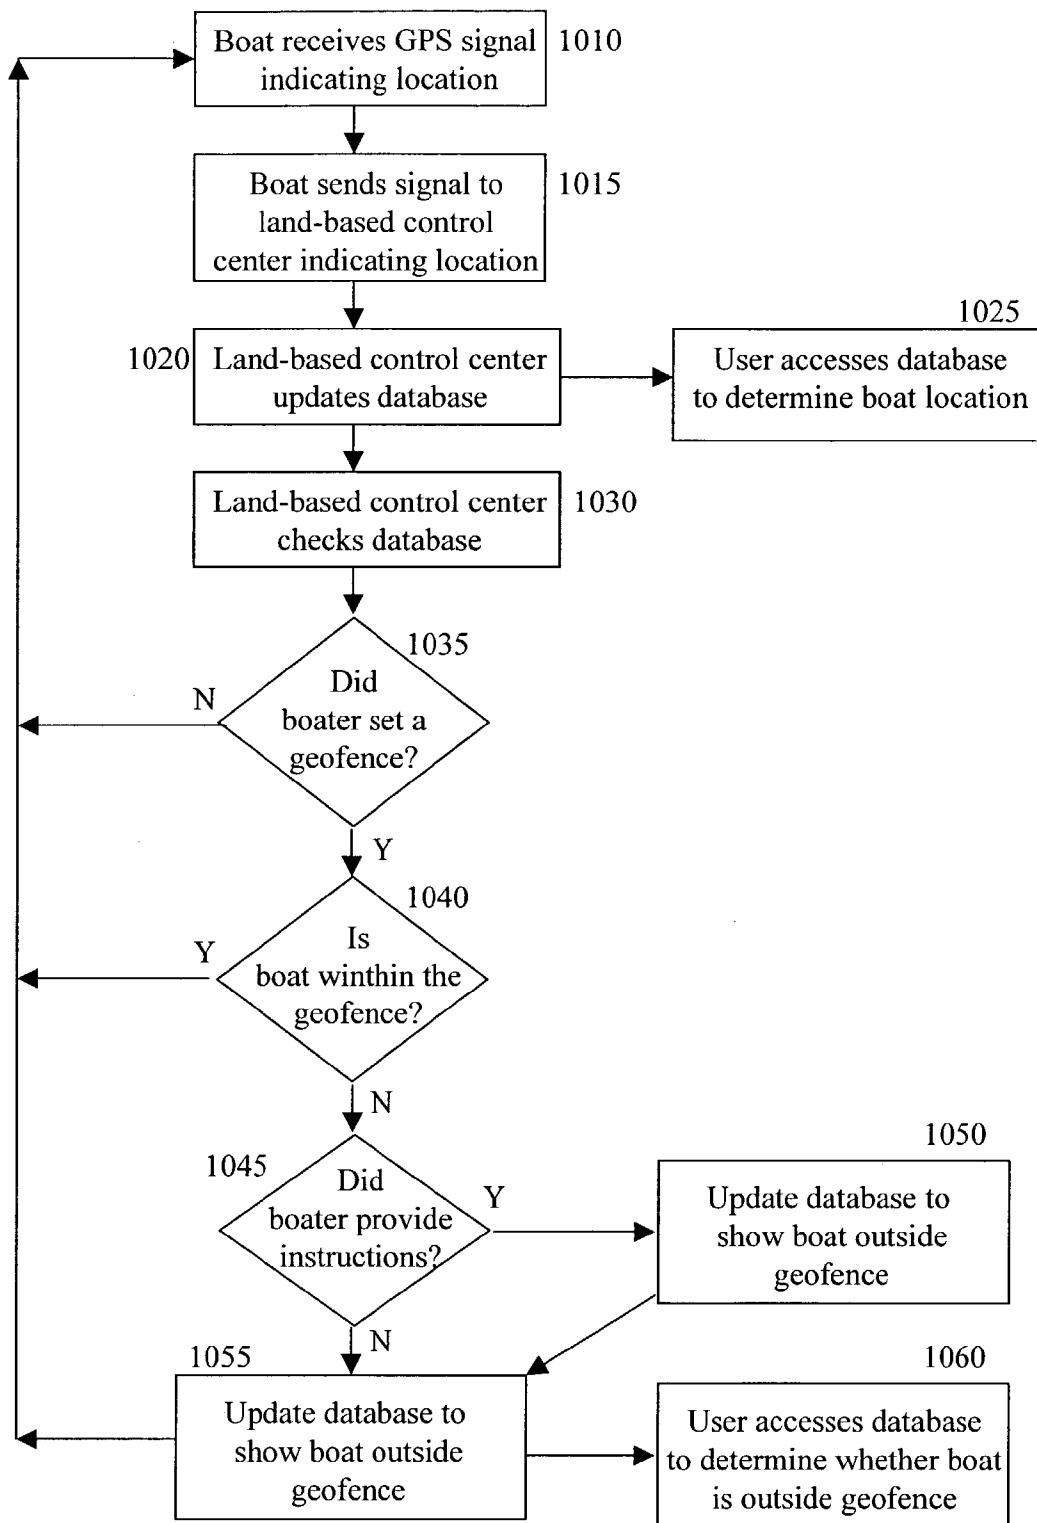 Boat receives GPS signal
indicating location
1010
Boat sends signal to
land-based control
center indicating location
1015
1020
Land-based control center
updates database
1025
User accesses database
to determine boat location
Land-based control center
checks database
1030
1035
Did
boater set a
geofence?
N
Y
1040
Is
boat winthin the
geofence?
Y
N
1045
Did
boater provide
instructions?
Y
N
1050
Update database to
show boat outside
geofence
1055
Update database to
show boat outside
geofence
1060
User accesses database
to determine whether boat
is outside geofence